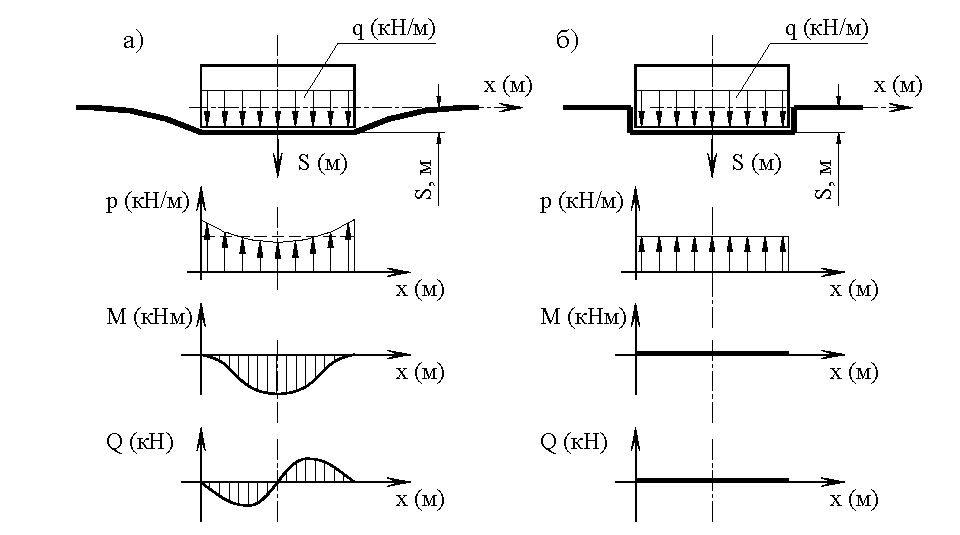 а)
q (кН/м)
x (м)
S (м)
S, м
p (кН/м)
x (м)
M (кНм)
x (м)
Q (кН)
x (м)
б)
q (кН/м)
x (м)
S (м)
S, м
p (кН/м)
x (м)
M (кНм)
x (м)
Q (кН)
x (м)